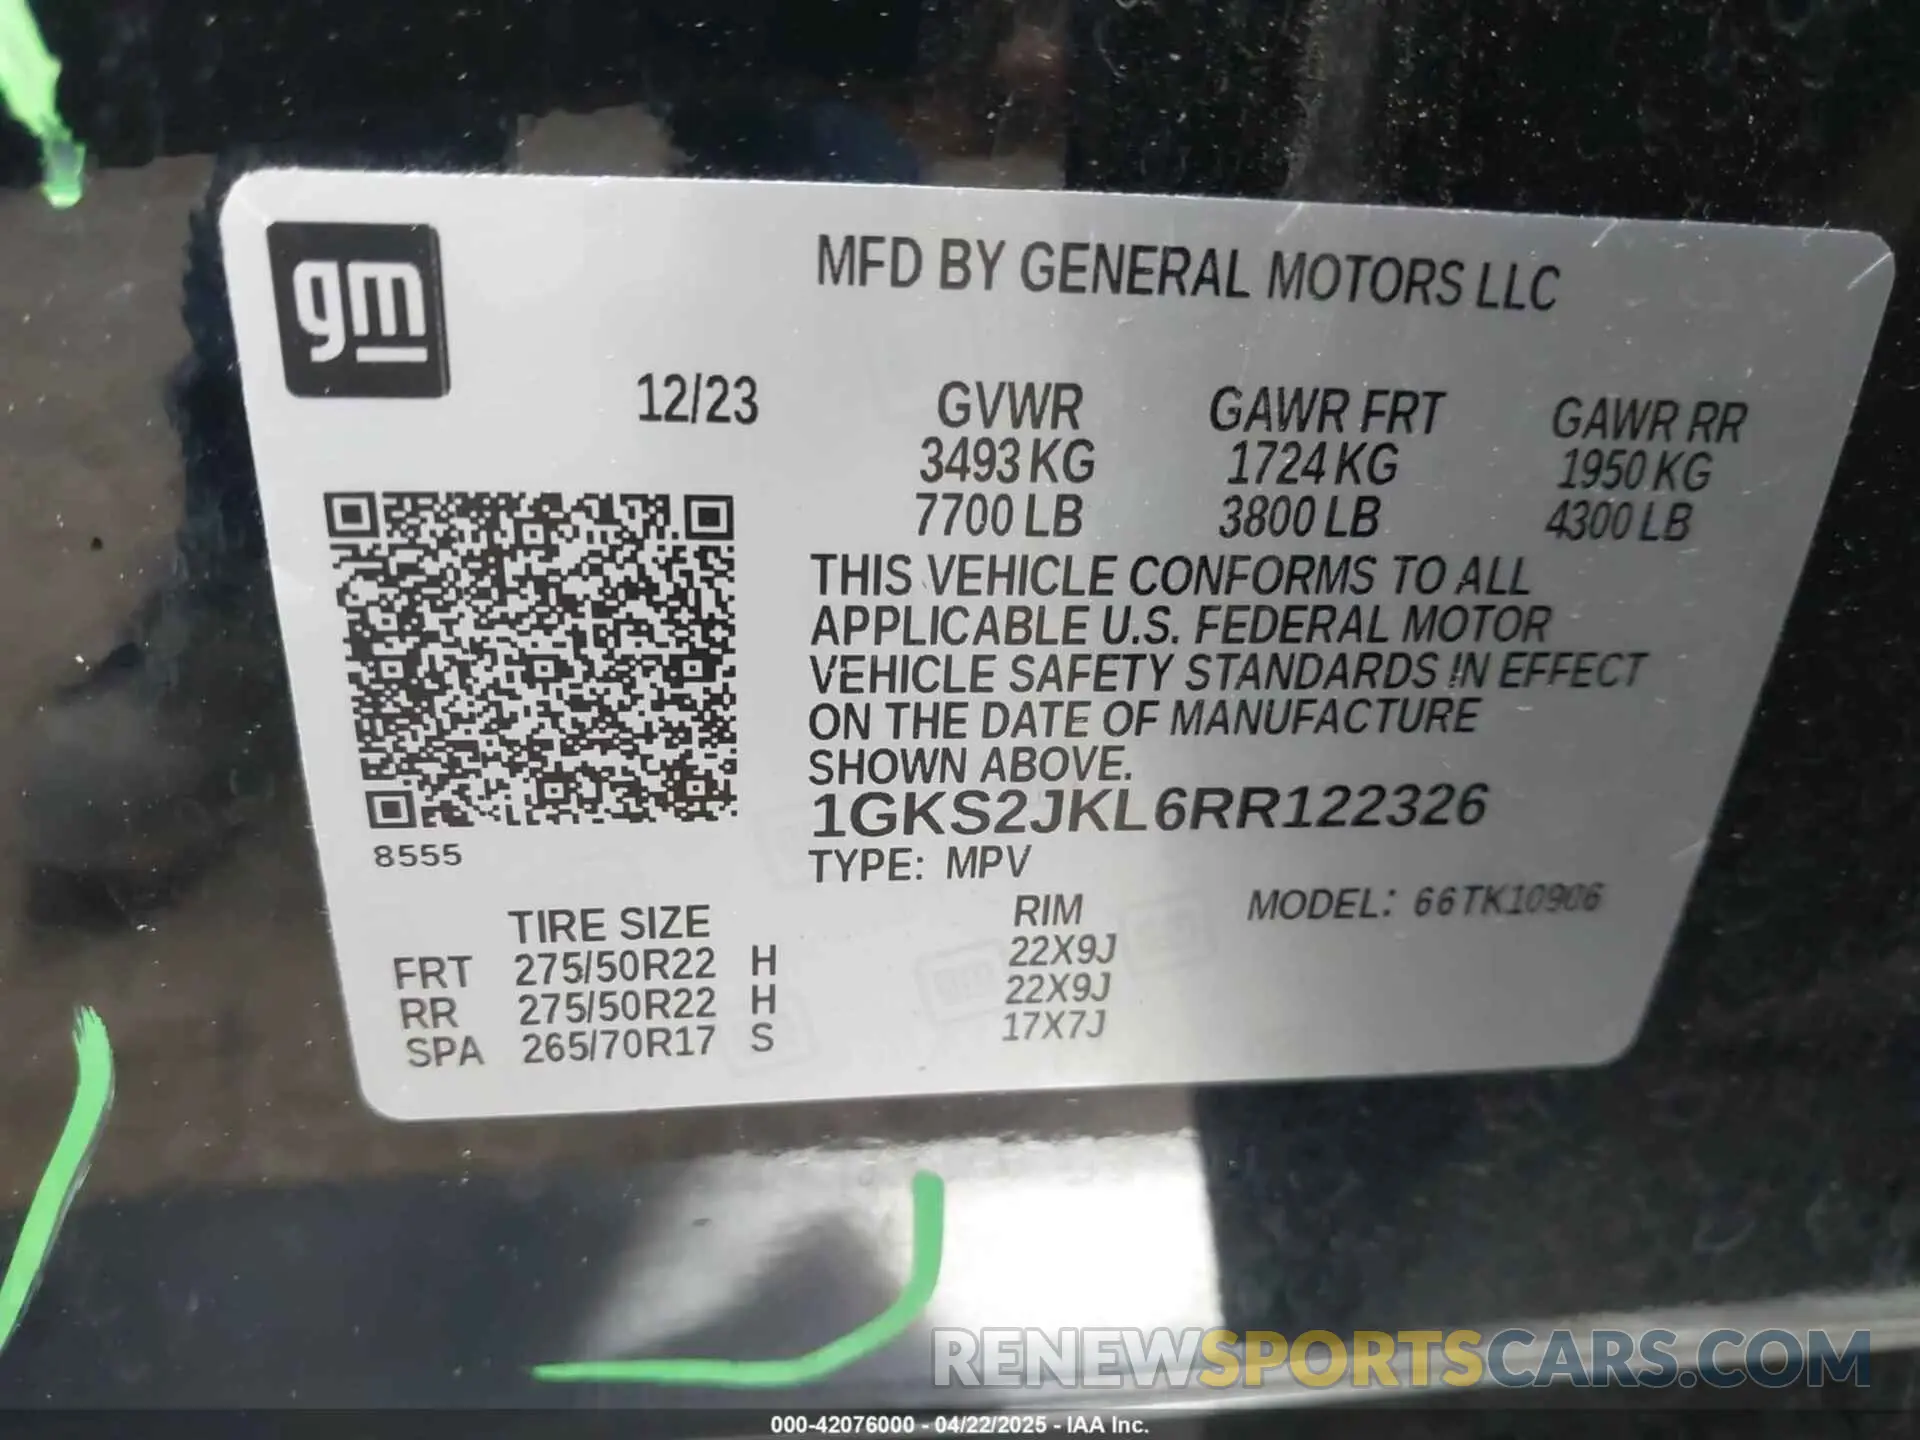 gm
MFD BY GENERAL MOTORS LLC
12/23
GVWR GAWR FRT GAWR RR
3493 KG 1724 KG 1950 KG
7700 LB 3800 LB 4300 LB
THIS VEHICLE CONFORMS TO ALL
APPLICABLE U.S. FEDERAL MOTOR
VEHICLE SAFETY STANDARDS IN EFFECT
ON THE DATE OF MANUFACTURE
SHOWN ABOVE.
1GKS2JKL6RR122326
8555
TYPE: MPV
MODEL: 66TK10906
TIRE SIZE RIM
FRT 275/50R22 H 22X9J
RR 275/50R22 H 22X9J
SPA 265/70R17 S 17X7J
RENEWSPORTSCARS.COM
000-42076000 - 04/22/2025 - IAA Inc.